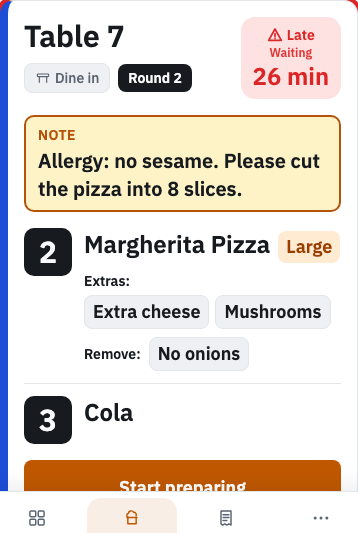 Table 7
Late
Waiting
26 min
Dine in
Round 2
NOTE
Allergy: no sesame. Please cut
the pizza into 8 slices.
2
Margherita Pizza
Large
Extras:
Extra cheese
Mushrooms
Remove:
No onions
3
Cola
Start preparing